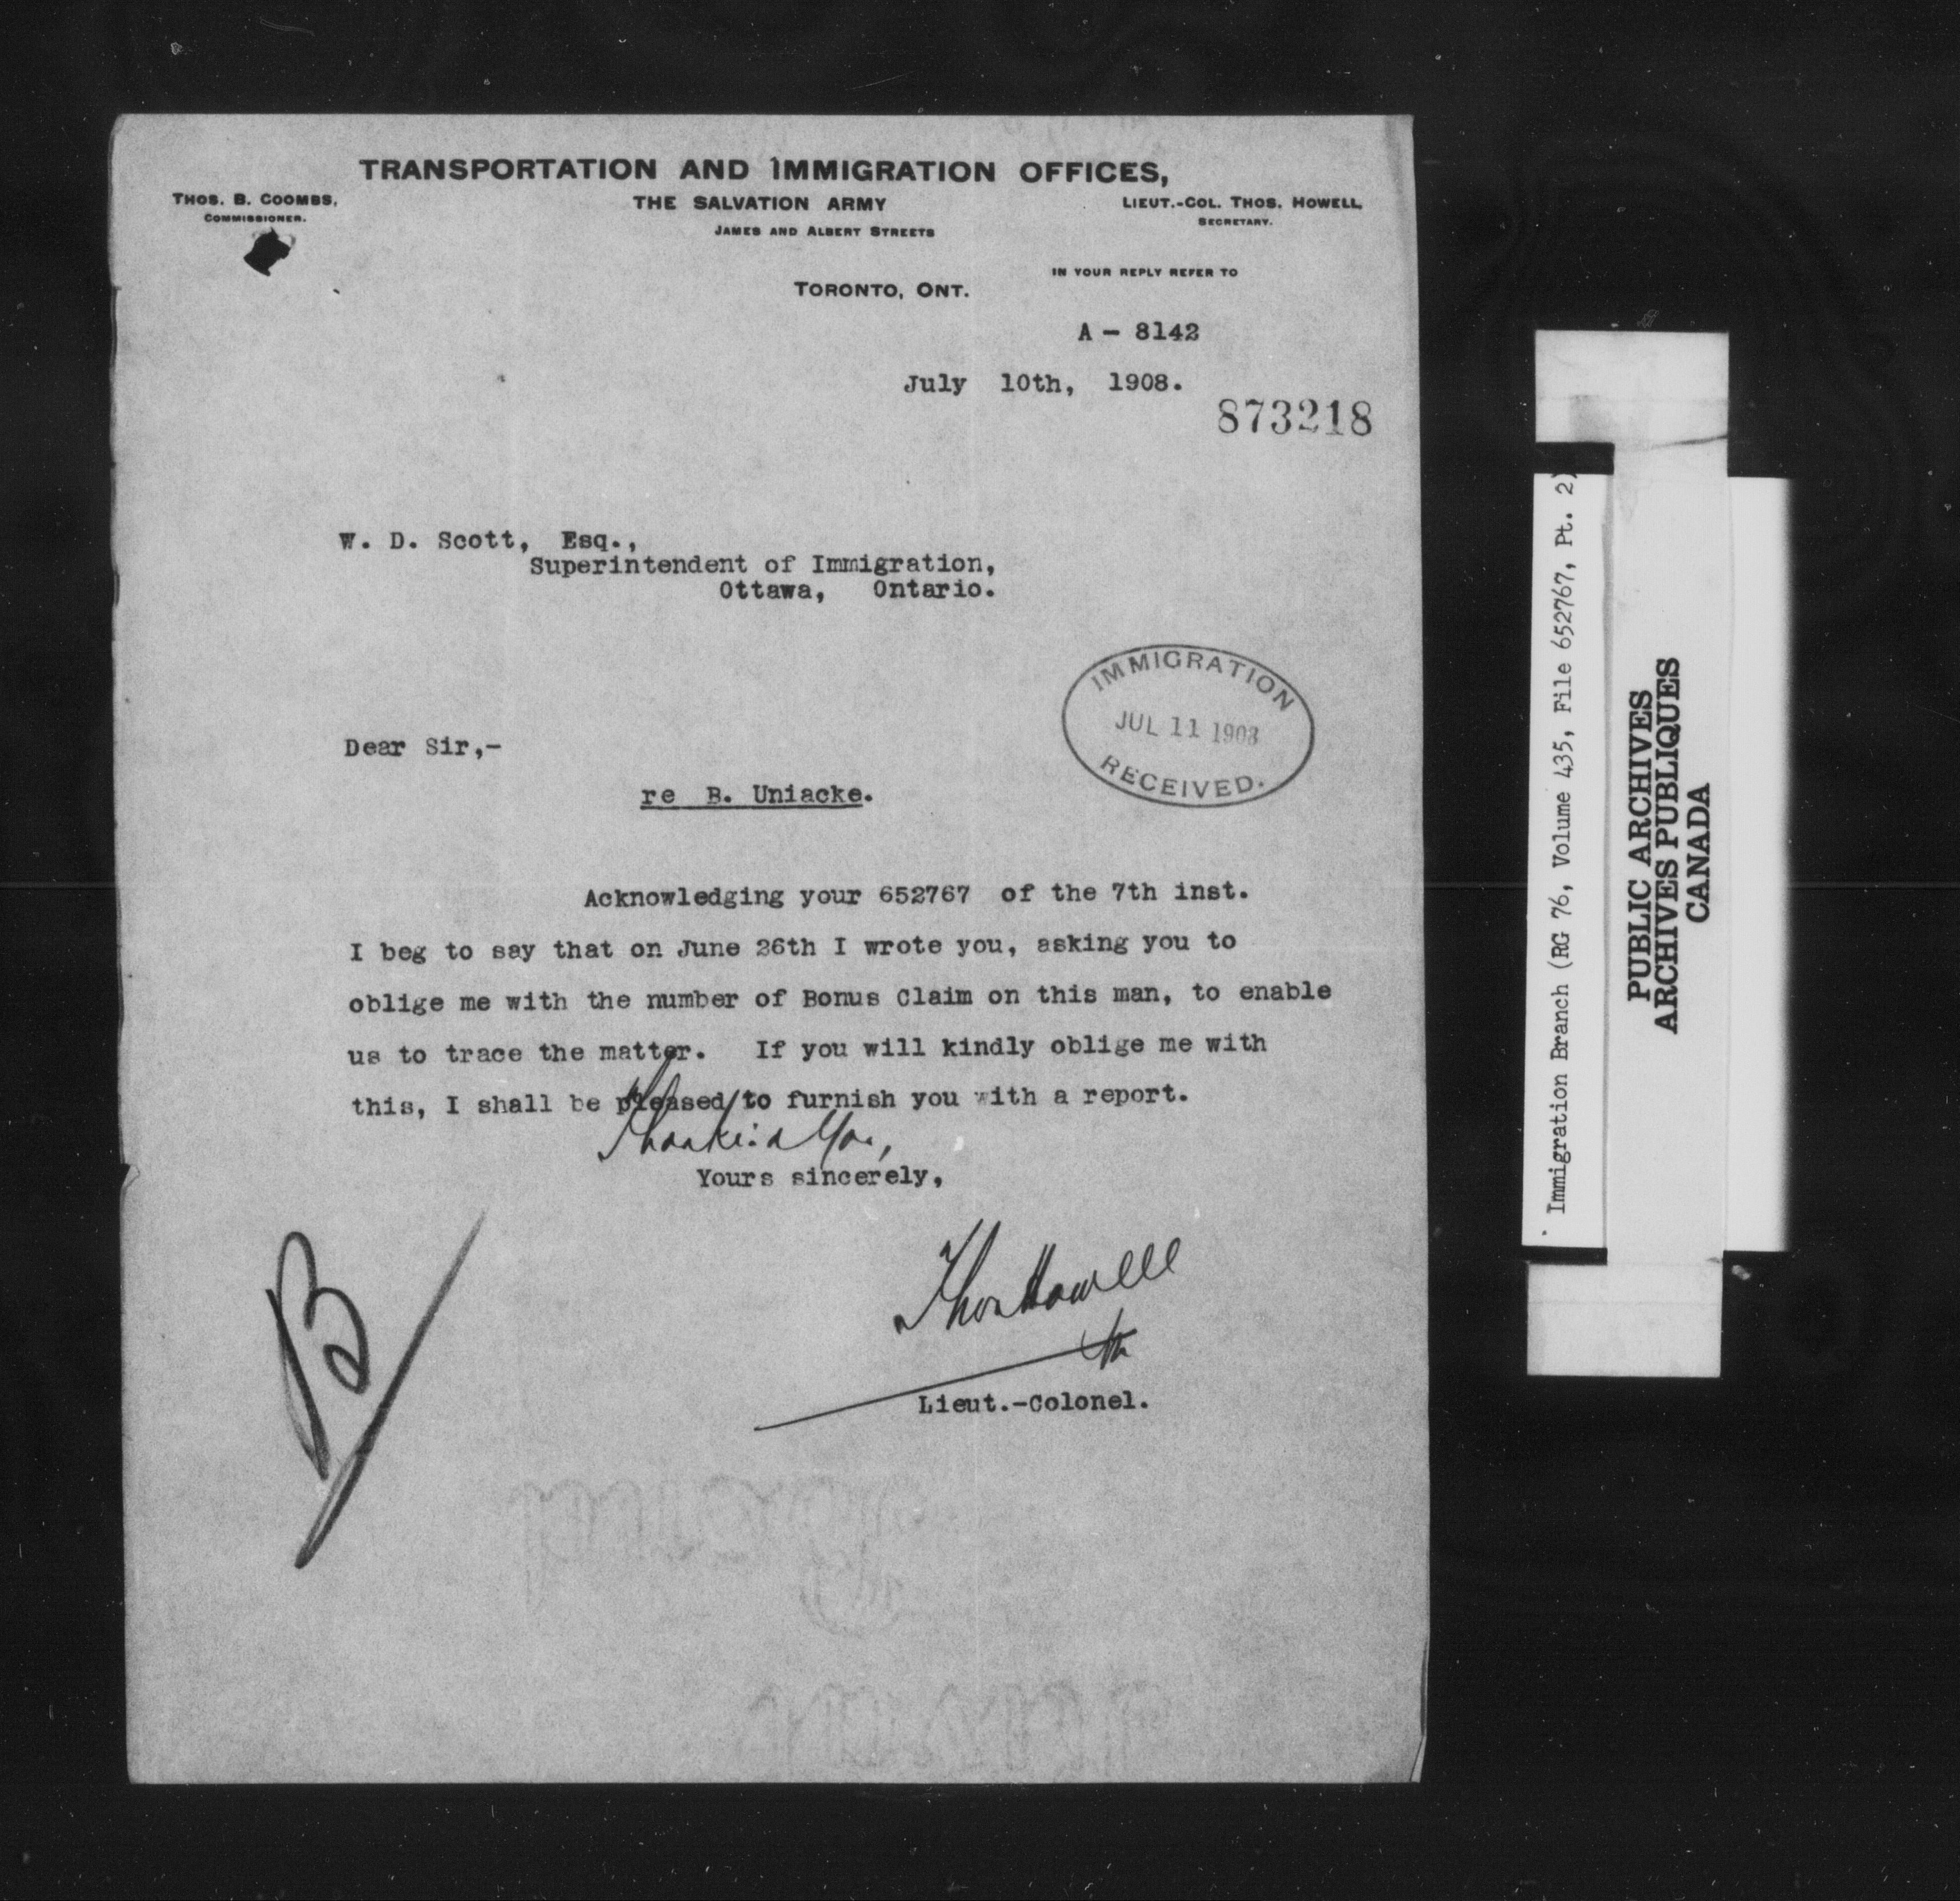 TRANSPORTATION AND IMMIGRATION OFFICES,
THOS. B. COOMBS,
COMMISSIONER.
THE SALVATION ARMY
JAMES AND ALBERT STREETS
LIEUT.-COL. THOS. HOWELL,
SECRETARY.
IN YOUR REPLY REFER TO
TORONTO, ONT.
A - 8142
July 10th, 1908.
873218
W. D. Scott, Esq.,
Superintendent of Immigration,
Ottawa, Ontario.
IMMIGRATION
JUL 11 1908
RECEIVED.
Dear Sir,-
re B. Uniacke.
Acknowledging your 652767 of the 7th inst.
I beg to say that on June 26th I wrote you, asking you to
oblige me with the number of Bonus Claim on this man, to enable
us to trace the matter. If you will kindly oblige me with
this, I shall be pleased to furnish you with a report.
Thanking You,
Yours sincerely,
Thos Howell
Lieut.-Colonel.
B
Immigration Branch (RG 76, Volume 435, File 652767, Pt. 2)
PUBLIC ARCHIVES
ARCHIVES PUBLIQUES
CANADA